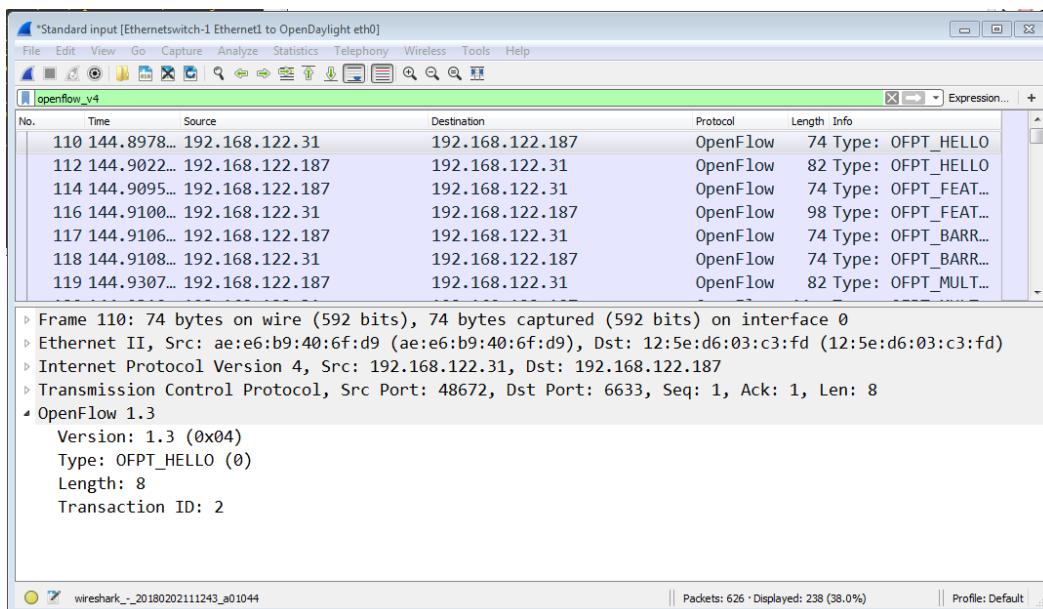 *Standard input [Ethernetswitch-1 Ethernet1 to OpenDaylight eth0]
File Edit View Go Capture Analyze Statistics Telephony Wireless Tools Help
openflow_v4 Expression... +
No. Time Source Destination Protocol Length Info
110 144.8978… 192.168.122.31 192.168.122.187 OpenFlow 74 Type: OFPT_HELLO
112 144.9022… 192.168.122.187 192.168.122.31 OpenFlow 82 Type: OFPT_HELLO
114 144.9095… 192.168.122.187 192.168.122.31 OpenFlow 74 Type: OFPT_FEAT…
116 144.9100… 192.168.122.31 192.168.122.187 OpenFlow 98 Type: OFPT_FEAT…
117 144.9106… 192.168.122.187 192.168.122.31 OpenFlow 74 Type: OFPT_BARR…
118 144.9108… 192.168.122.31 192.168.122.187 OpenFlow 74 Type: OFPT_BARR…
119 144.9307… 192.168.122.187 192.168.122.31 OpenFlow 82 Type: OFPT_MULT…
Frame 110: 74 bytes on wire (592 bits), 74 bytes captured (592 bits) on interface 0
Ethernet II, Src: ae:e6:b9:40:6f:d9 (ae:e6:b9:40:6f:d9), Dst: 12:5e:d6:03:c3:fd (12:5e:d6:03:c3:fd)
Internet Protocol Version 4, Src: 192.168.122.31, Dst: 192.168.122.187
Transmission Control Protocol, Src Port: 48672, Dst Port: 6633, Seq: 1, Ack: 1, Len: 8
OpenFlow 1.3
Version: 1.3 (0x04)
Type: OFPT_HELLO (0)
Length: 8
Transaction ID: 2
wireshark_-_20180202111243_a01044 Packets: 626 · Displayed: 238 (38.0%) Profile: Default